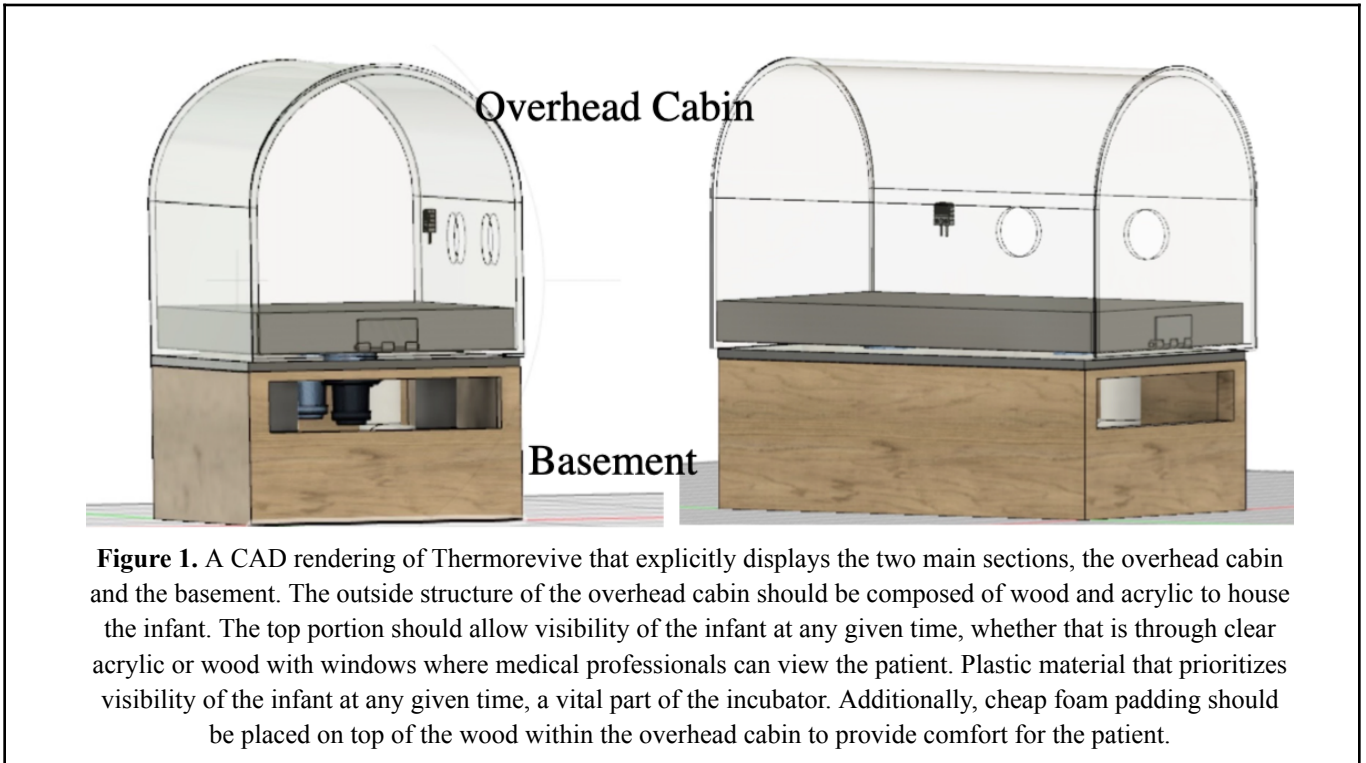 Overhead Cabin
Basement
Figure 1. A CAD rendering of Thermorevive that explicitly displays the two main sections, the overhead cabin
and the basement. The outside structure of the overhead cabin should be composed of wood and acrylic to house
the infant. The top portion should allow visibility of the infant at any given time, whether that is through clear
acrylic or wood with windows where medical professionals can view the patient. Plastic material that prioritizes
visibility of the infant at any given time, a vital part of the incubator. Additionally, cheap foam padding should
be placed on top of the wood within the overhead cabin to provide comfort for the patient.